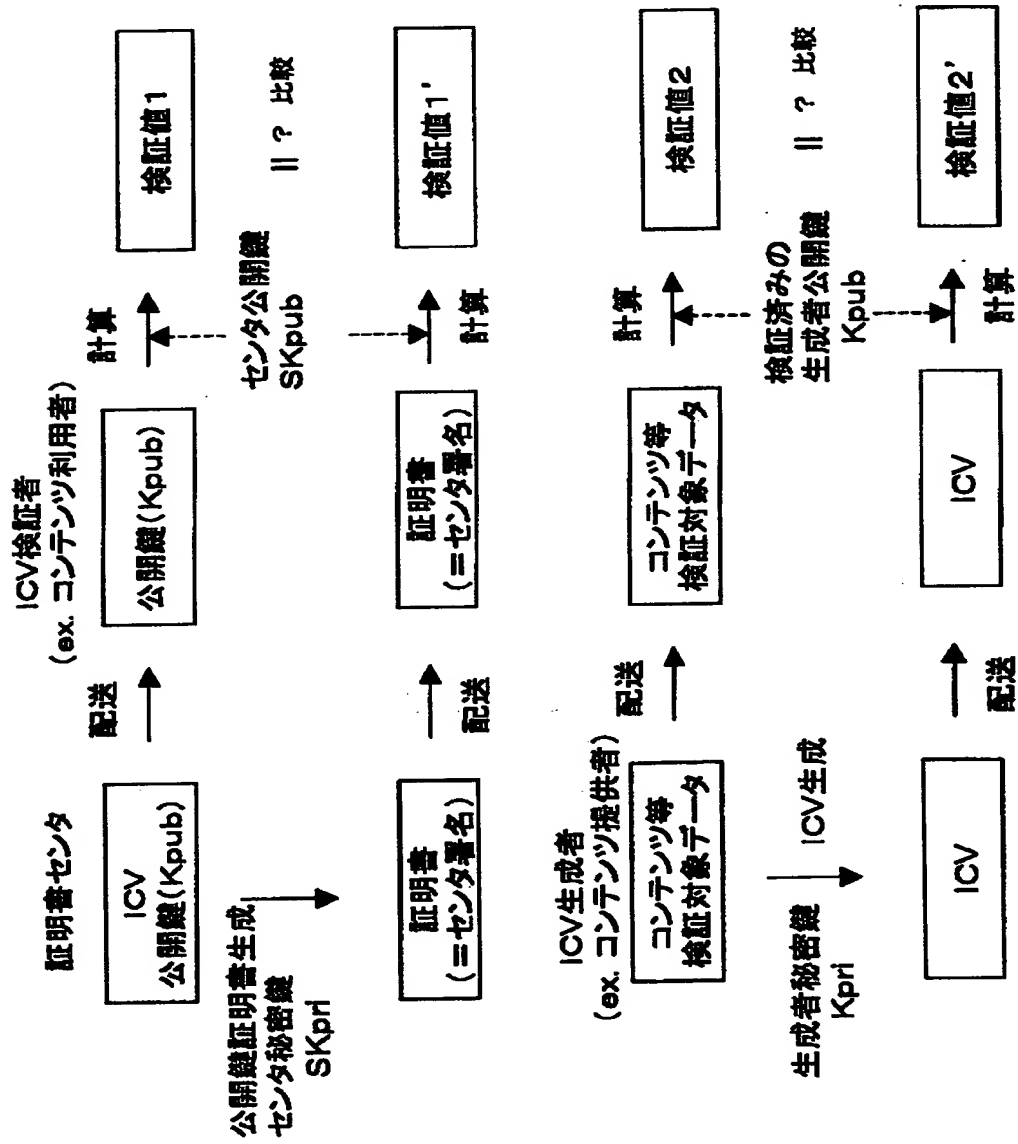 証明書センタ
ICV
公開鍵(Kpub)
公開鍵証明書生成
センタ秘密鍵
SKpri
証明書
(＝センタ署名)
配送
配送
ICV検証者
(ex. コンテンツ利用者)
公開鍵(Kpub)
証明書
(＝センタ署名)
計算
センタ公開鍵
SKpub
計算
検証値1
|| ? 比較
検証値1'
ICV生成者
(ex. コンテンツ提供者)
コンテンツ等
検証対象データ
生成者秘密鍵
Kpri
ICV生成
ICV
配送
配送
コンテンツ等
検証対象データ
ICV
計算
検証済みの
生成者公開鍵
Kpub
計算
検証値2
|| ? 比較
検証値2'